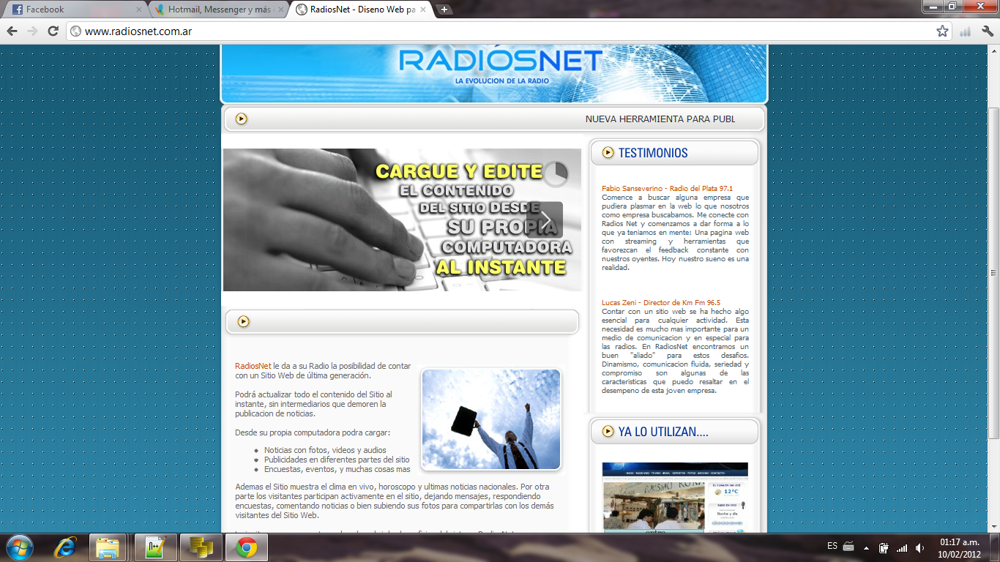 Facebook
Hotmail, Messenger y más
RadiosNet - Diseno Web pa
www.radiosnet.com.ar
RADIOSNET
LA EVOLUCION DE LA RADIO
NUEVA HERRAMIENTA PARA PUBL
CARGUE Y EDITE
EL CONTENIDO
DEL SITIO DESDE
SU PROPIA
COMPUTADORA
AL INSTANTE
RadiosNet le da a su Radio la posibilidad de contar
con un Sitio Web de última generación.
Podrá actualizar todo el contenido del Sitio al
instante, sin intermediarios que demoren la
publicacion de noticias.
Desde su propia computadora podra cargar:
Noticias con fotos, videos y audios
Publicidades en diferentes partes del sitio
Encuestas, eventos, y muchas cosas mas
Ademas el Sitio muestra el clima en vivo, horoscopo y ultimas noticias nacionales. Por otra
parte los visitantes participan activamente en el sitio, dejando mensajes, respondiendo
encuestas, comentando noticias o bien subiendo sus fotos para compartirlas con los demás
visitantes del Sitio Web.
TESTIMONIOS
Fabio Sanseverino - Radio del Plata 97.1
Comence a buscar alguna empresa que
pudiera plasmar en la web lo que nosotros
como empresa buscabamos. Me conecte con
Radios Net y comenzamos a dar forma a lo
que ya teniamos en mente: Una pagina web
con streaming y herramientas que
favorezcan el feedback constante con
nuestros oyentes. Hoy nuestro sueno es una
realidad.
Lucas Zeni - Director de Km Fm 96.5
Contar con un sitio web se ha hecho algo
esencial para cualquier actividad. Esta
necesidad es mucho mas importante para un
medio de comunicacion y en especial para
las radios. En RadiosNet encontramos un
buen "aliado" para estos desafios.
Dinamismo, comunicacion fluida, seriedad y
compromiso son algunas de las
caracteristicas que puedo resaltar en el
desempeno de esta joven empresa.
YA LO UTILIZAN....
EL CLIMA EN SAN JOSE
12°C
RADIO EN VIVO
Noche y dia
ES
01:17 a.m.
10/02/2012